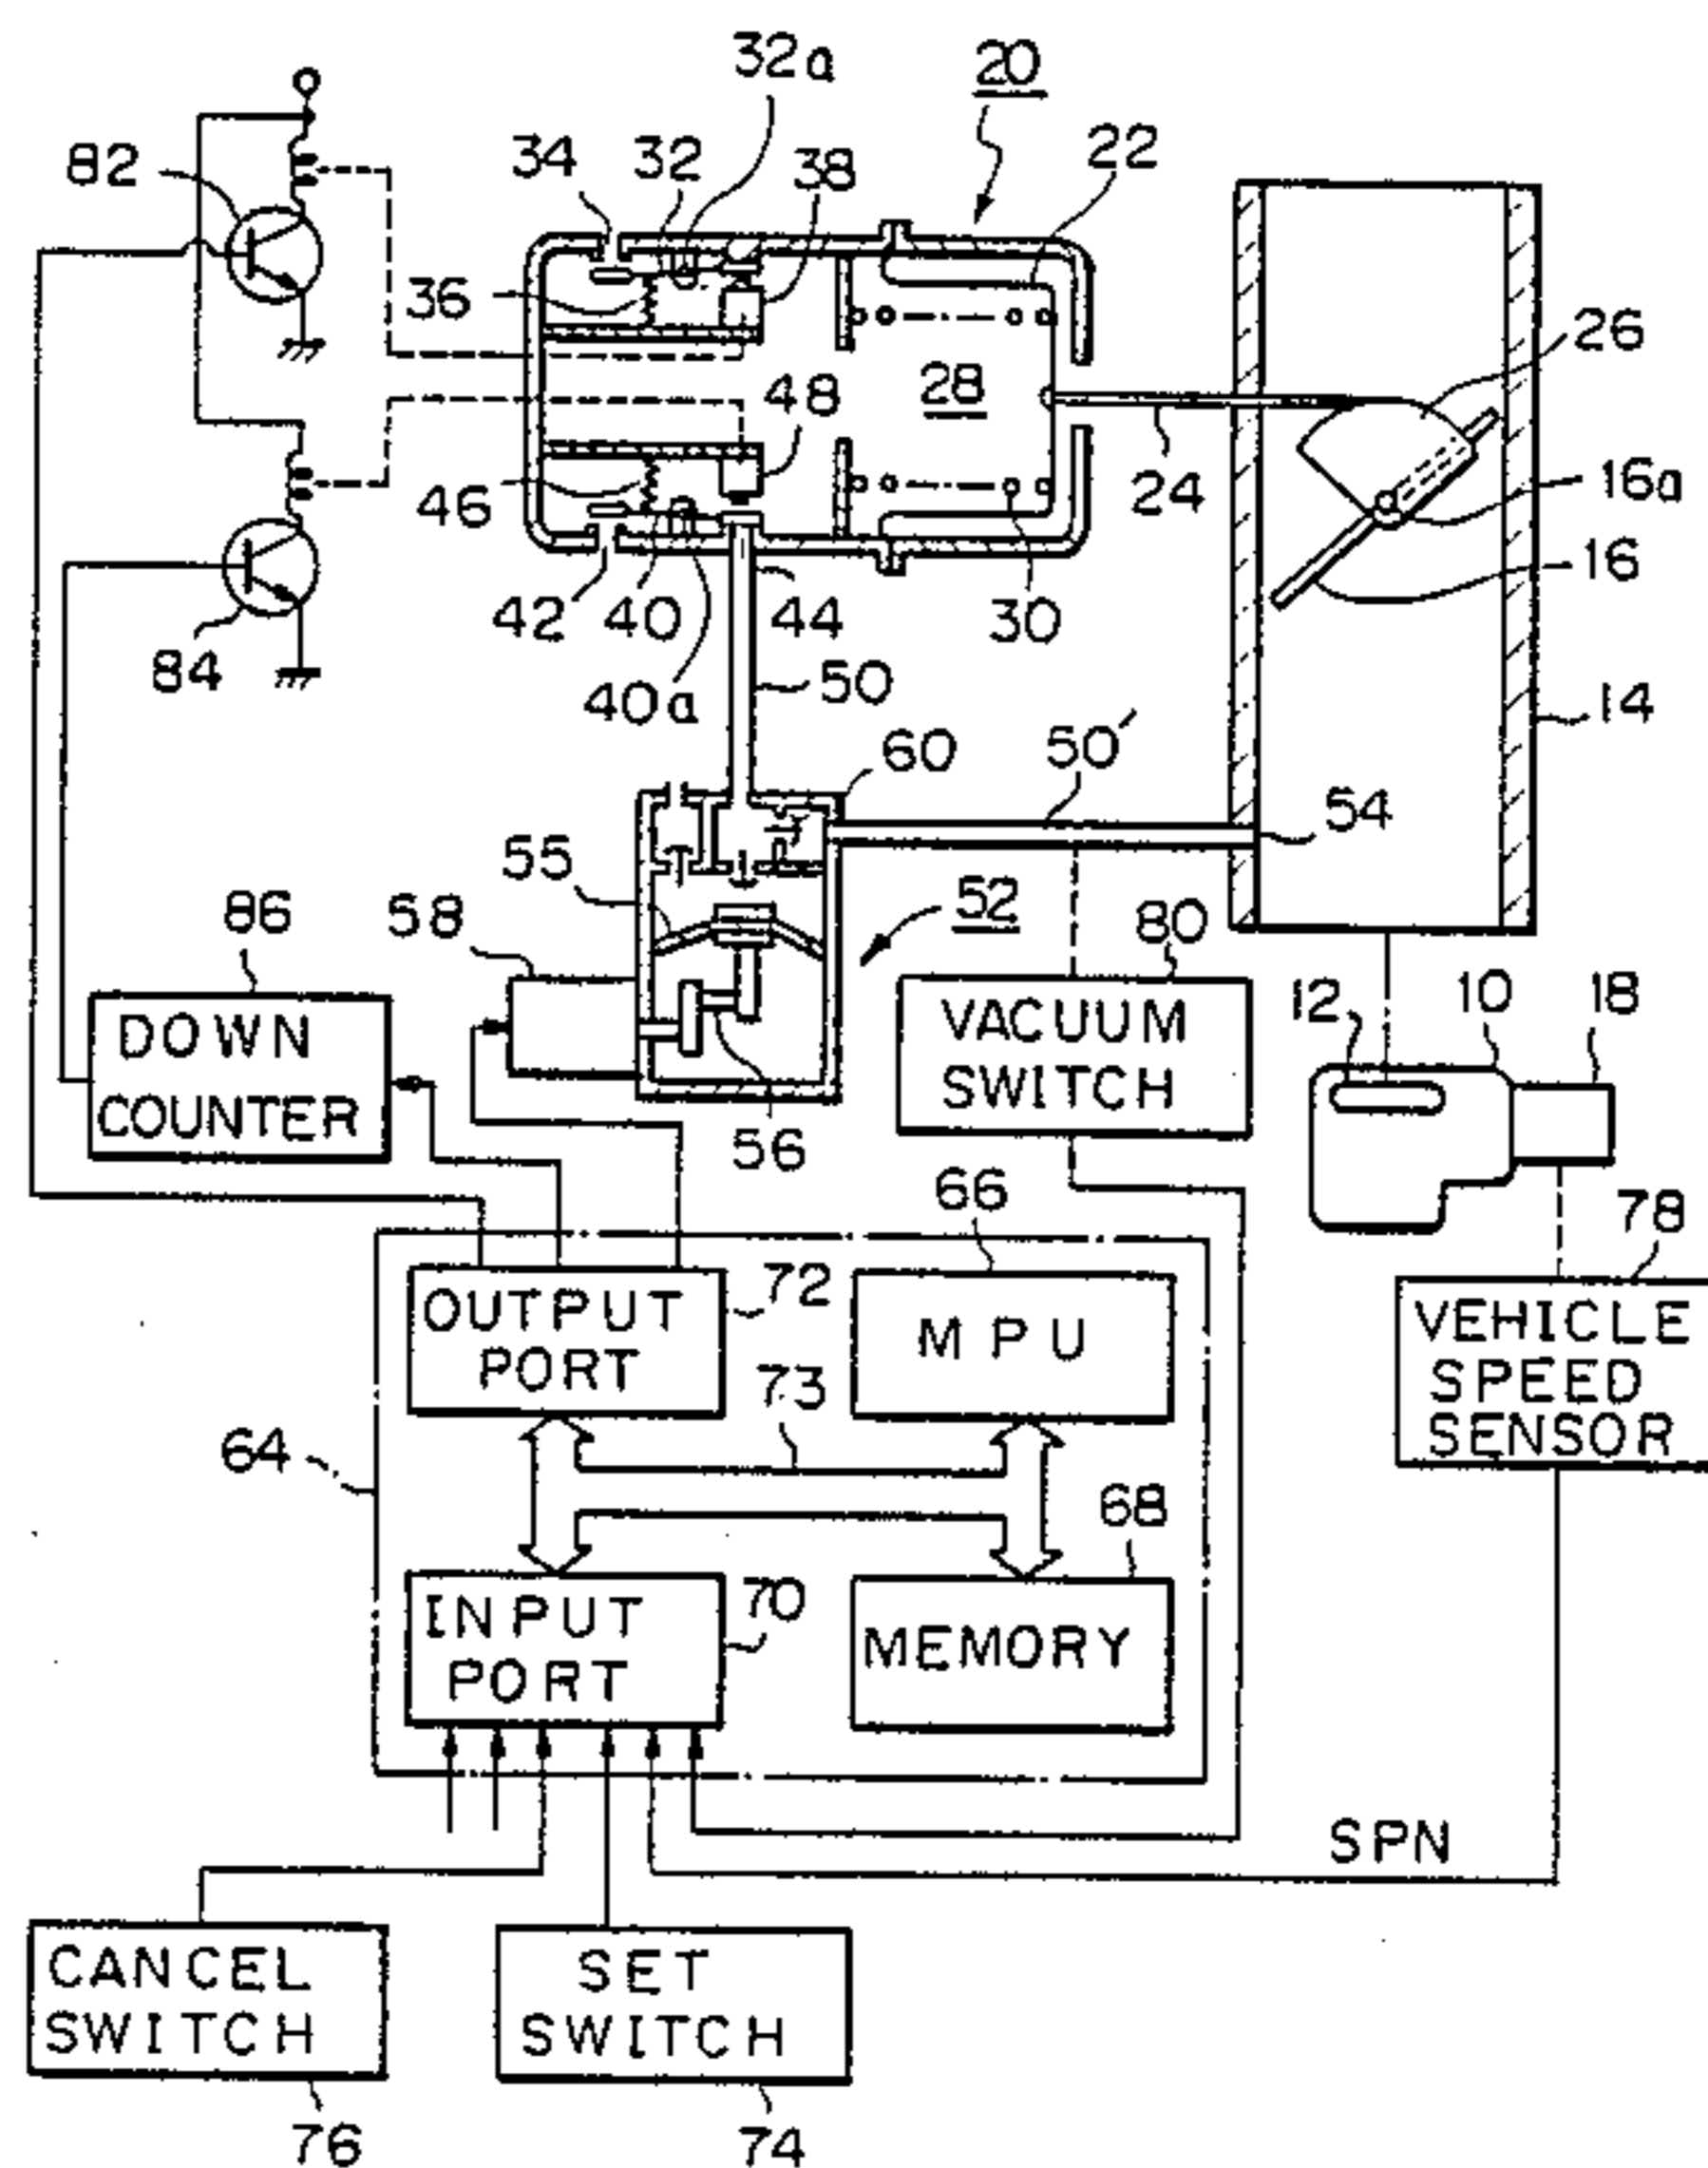 32a
20
82
34
32
38
22
36
26
28
48
24
16a
46
16
42
40
44
30
84
40a
50
14
60
50'
54
55
52
86
58
80
12
10
18
DOWN
COUNTER
VACUUM
SWITCH
56
66
78
72
OUTPUT
PORT
MPU
VEHICLE
SPEED
SENSOR
73
64
68
70
INPUT
PORT
MEMORY
SPN
CANCEL
SWITCH
SET
SWITCH
76
74